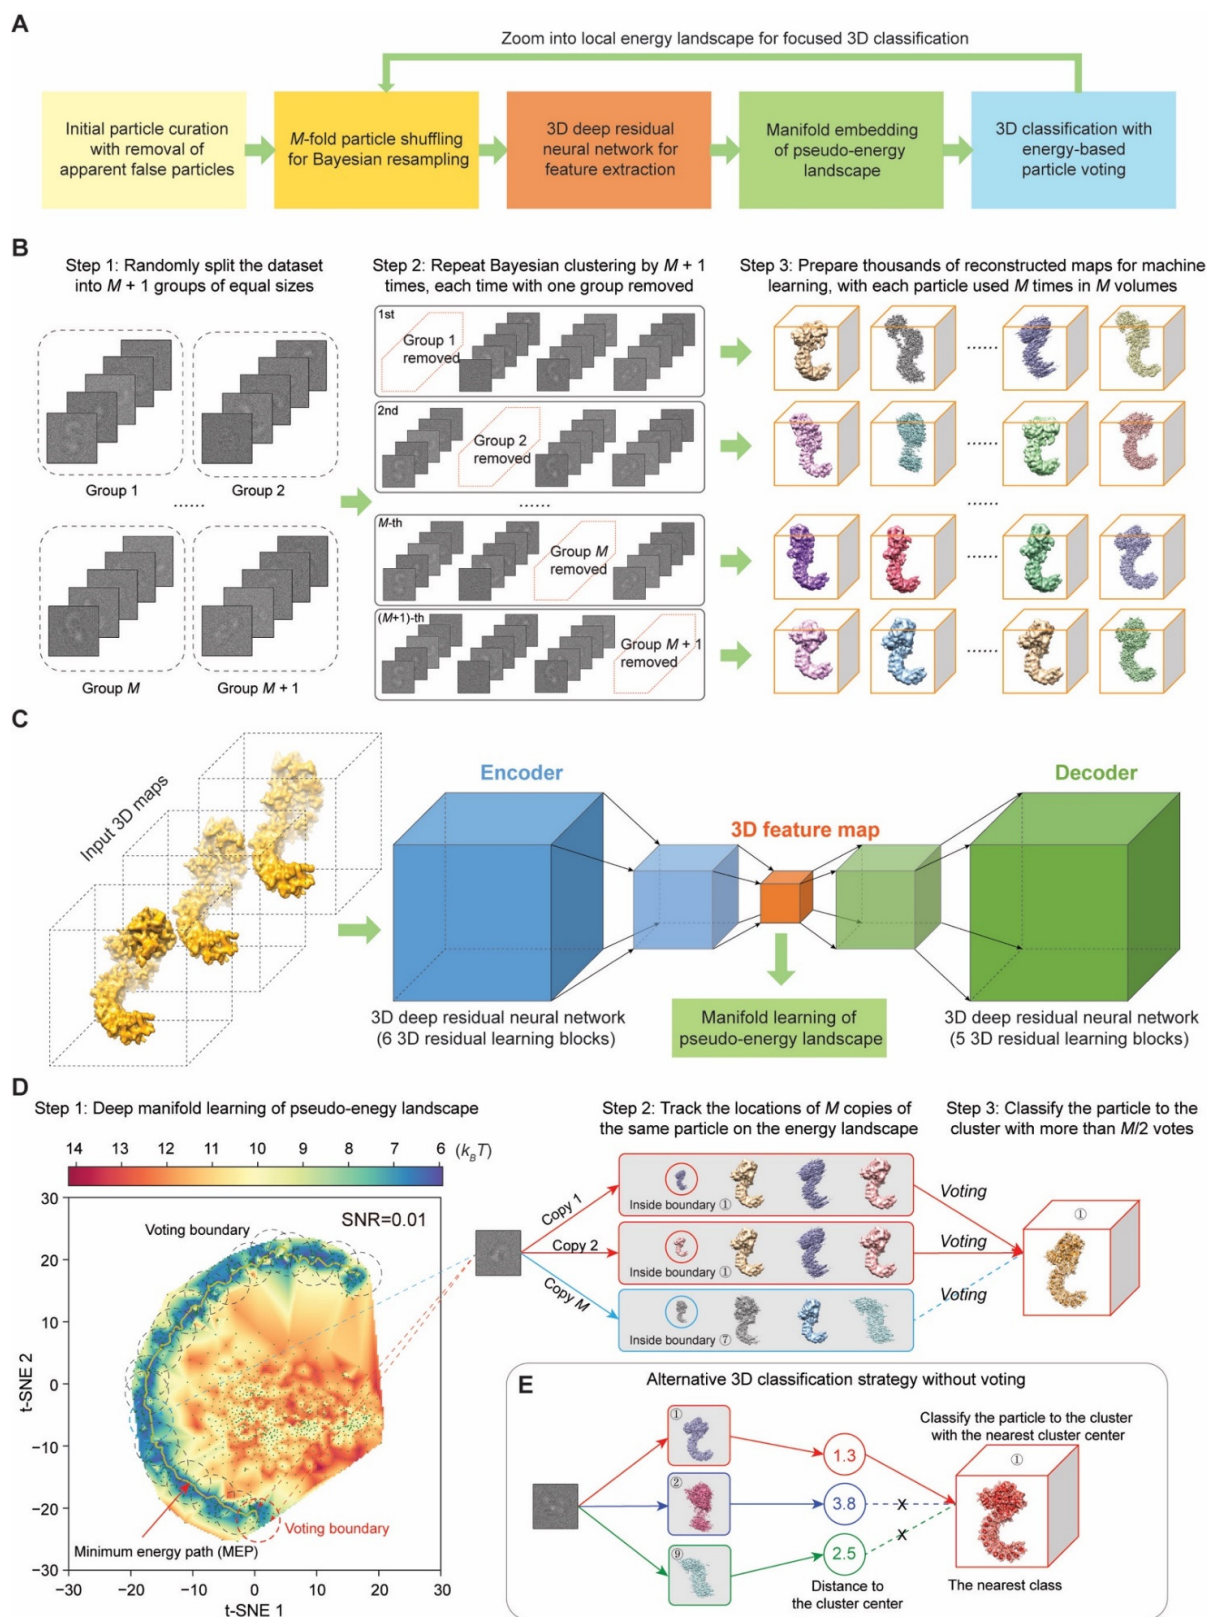 A
Zoom into local energy landscape for focused 3D classification
Initial particle curation
with removal of
apparent false particles
M-fold particle shuffling
for Bayesian resampling
3D deep residual
neural network for
feature extraction
Manifold embedding
of pseudo-energy
landscape
3D classification with
energy-based
particle voting
B
Step 1: Randomly split the dataset
into M + 1 groups of equal sizes
Step 2: Repeat Bayesian clustering by M + 1
times, each time with one group removed
Step 3: Prepare thousands of reconstructed maps for machine
learning, with each particle used M times in M volumes
Group 1
Group 2
......
Group M
Group M + 1
1st
Group 1
removed
2nd
Group 2
removed
......
M-th
Group M
removed
(M+1)-th
Group M + 1
removed
......
......
......
......
......
C
Input 3D maps
Encoder
3D feature map
Decoder
3D deep residual neural network
(6 3D residual learning blocks)
Manifold learning of
pseudo-energy landscape
3D deep residual neural network
(5 3D residual learning blocks)
D
Step 1: Deep manifold learning of pseudo-enegy landscape
14 13 12 11 10 9 8 7 6 (kBT)
30
20
10
0
−10
−20
−30
t-SNE 2
SNR=0.01
Voting boundary
Voting boundary
Minimum energy path (MEP)
−30 −20 −10 0 10 20 30
t-SNE 1
Step 2: Track the locations of M copies of
the same particle on the energy landscape
Copy 1
Copy 2
Copy M
Inside boundary ①
Inside boundary ①
Inside boundary ⑦
Step 3: Classify the particle to the
cluster with more than M/2 votes
Voting
Voting
Voting
①
E
Alternative 3D classification strategy without voting
①
②
⑨
1.3
3.8
2.5
x
x
Distance to
the cluster center
Classify the particle to the cluster
with the nearest cluster center
①
The nearest class